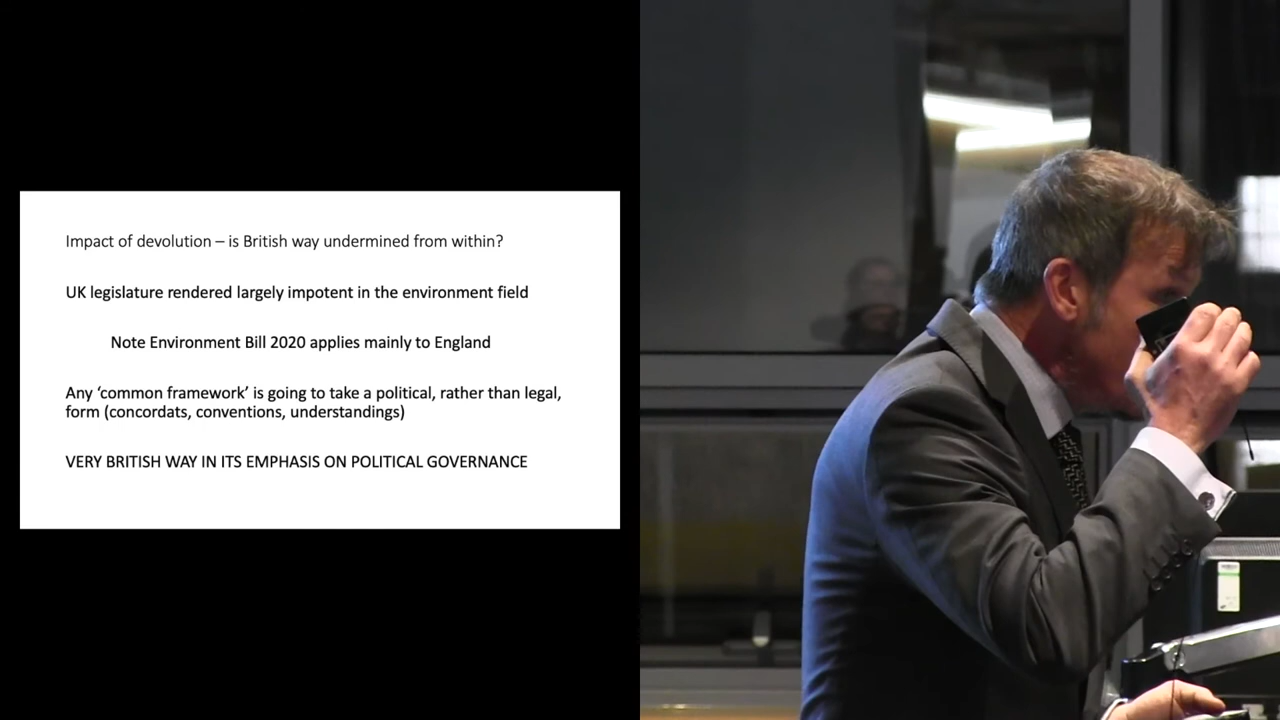 Impact of devolution – is British way undermined from within?
UK legislature rendered largely impotent in the environment field
Note Environment Bill 2020 applies mainly to England
Any ‘common framework’ is going to take a political, rather than legal,
form (concordats, conventions, understandings)
VERY BRITISH WAY IN ITS EMPHASIS ON POLITICAL GOVERNANCE